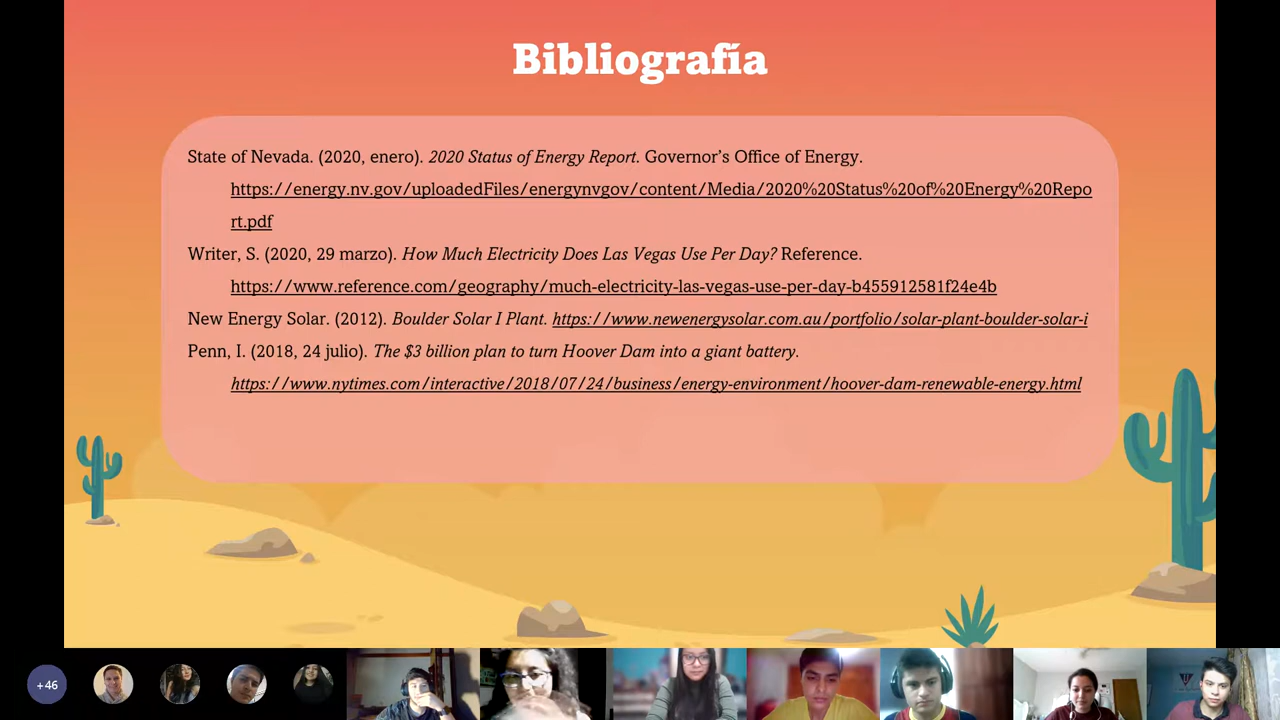 Bibliografía
State of Nevada. (2020, enero). 2020 Status of Energy Report. Governor’s Office of Energy.
https://energy.nv.gov/uploadedFiles/energynvgov/content/Media/2020%20Status%20of%20Energy%20Repo
rt.pdf
Writer, S. (2020, 29 marzo). How Much Electricity Does Las Vegas Use Per Day? Reference.
https://www.reference.com/geography/much-electricity-las-vegas-use-per-day-b455912581f24e4b
New Energy Solar. (2012). Boulder Solar I Plant. https://www.newenergysolar.com.au/portfolio/solar-plant-boulder-solar-i
Penn, I. (2018, 24 julio). The $3 billion plan to turn Hoover Dam into a giant battery.
https://www.nytimes.com/interactive/2018/07/24/business/energy-environment/hoover-dam-renewable-energy.html
+46